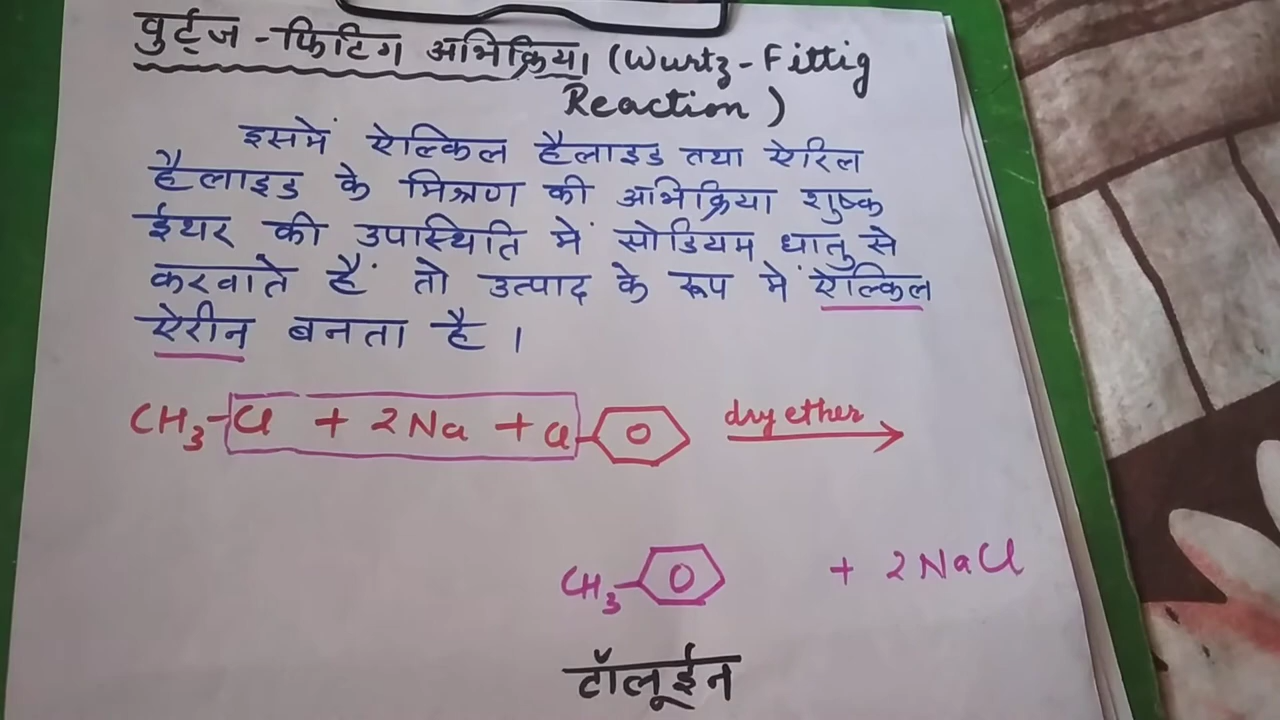 वुर्ट्ज - फिटिग अभिक्रिया (Wurtz-Fittig
Reaction)
इसमें ऐल्किल हैलाइड तथा ऐरिल
हैलाइड के मिश्रण की अभिक्रिया शुष्क
ईथर की उपास्थिति में सोडियम धातु से
करवाते हैं तो उत्पाद के रूप में ऐल्किल
ऐरीन बनता है ।
CH3-Cl + 2Na + Cl- dry ether
CH3- + 2NaCl
टॉलूईन